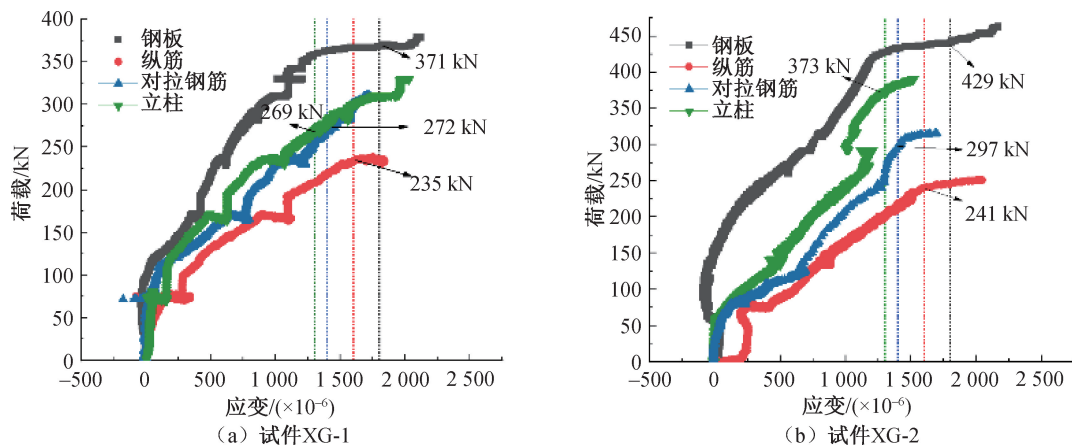 400
350
300
250
200
150
100
50
0
荷载/kN
钢板
纵筋
对拉钢筋
立柱
371 kN
269 kN
272 kN
235 kN
−500
0
500
1 000
1 500
2 000
2 500
应变/(×10⁻⁶)
(a) 试件XG-1
450
400
350
300
250
200
150
100
50
0
荷载/kN
钢板
纵筋
对拉钢筋
立柱
373 kN
429 kN
297 kN
241 kN
−500
0
500
1 000
1 500
2 000
2 500
应变/(×10⁻⁶)
(b) 试件XG-2